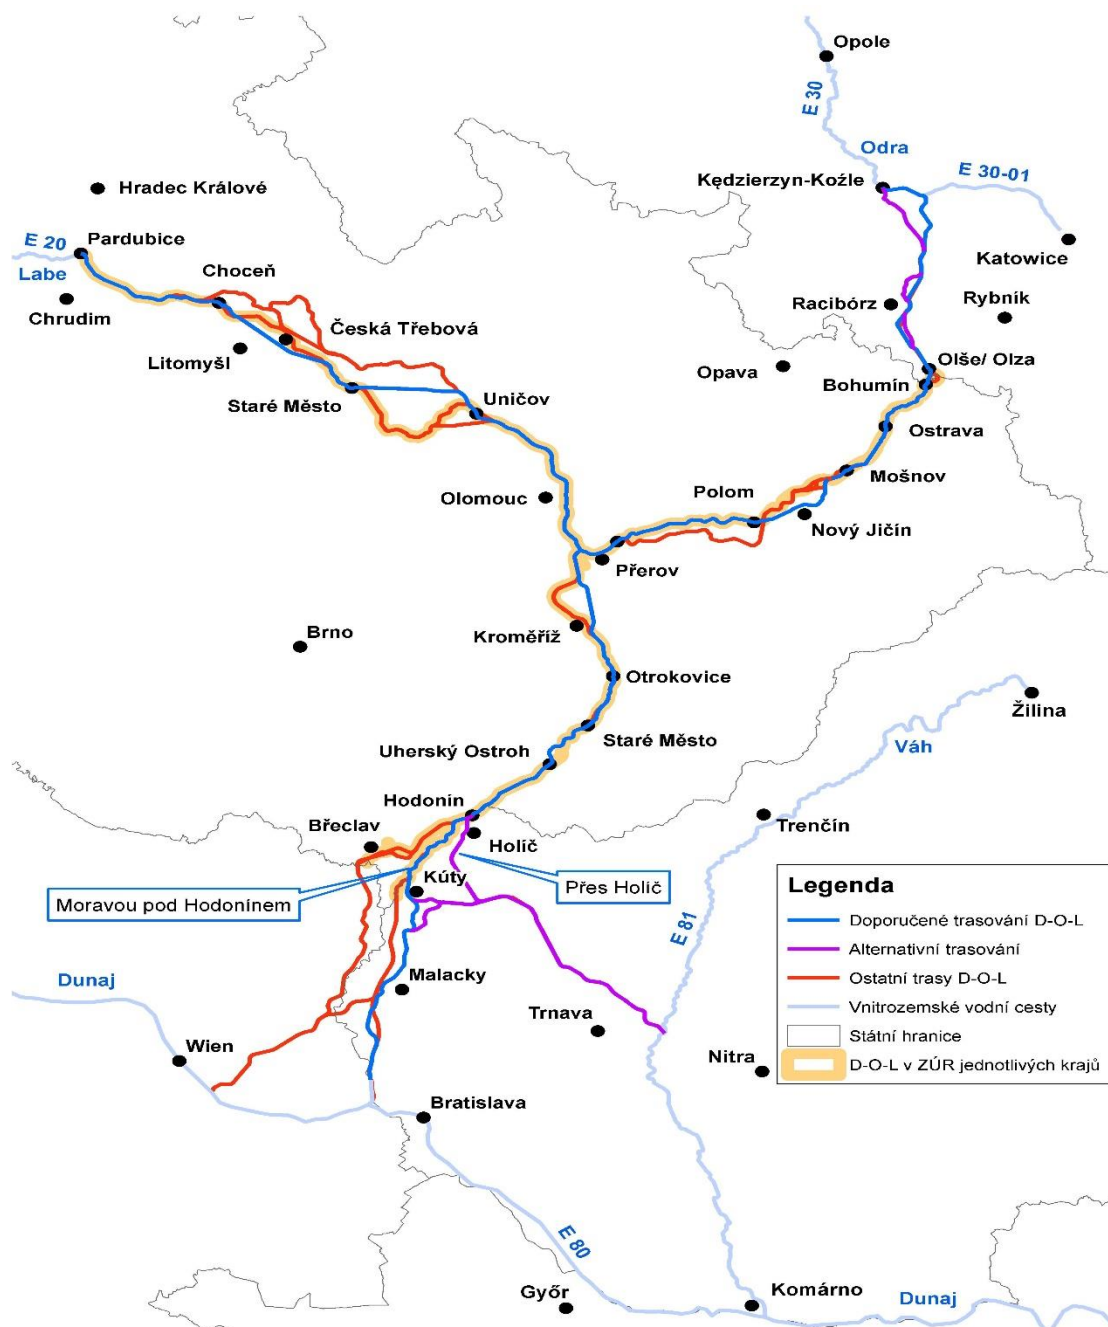 Opole
E 30
Odra
Kędzierzyn-Koźle
E 30-01
Hradec Králové
E 20
Pardubice
Labe
Choceň
Katowice
Chrudim
Racibórz
Rybník
Česká Třebová
Litomyšl
Olše/ Olza
Opava
Bohumín
Staré Město
Uničov
Ostrava
Mošnov
Olomouc
Polom
Nový Jičín
Přerov
Brno
Kroměříž
Otrokovice
Žilina
Staré Město
Váh
Uherský Ostroh
Hodonín
Břeclav
Holíč
Trenčín
Kúty
Přes Holíč
Moravou pod Hodonínem
Legenda
Doporučené trasování D-O-L
Alternativní trasování
Ostatní trasy D-O-L
Vnitrozemské vodní cesty
Státní hranice
D-O-L v ZÚR jednotlivých krajů
E 81
Dunaj
Malacky
Trnava
Wien
Nitra
Bratislava
E 80
Győr
Komárno
Dunaj